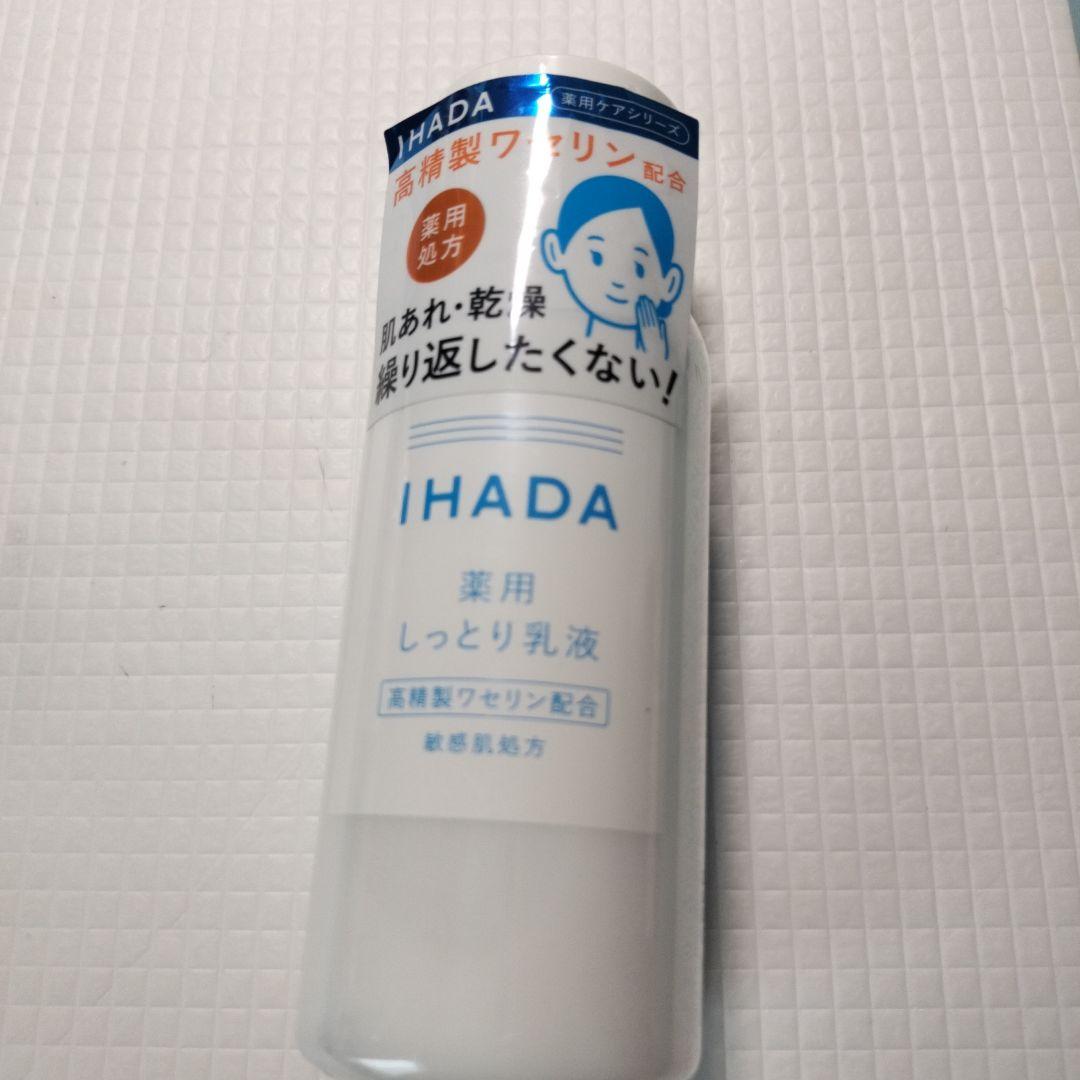 IHADA
薬用ケアシリーズ
高精製ワセリン配合
薬用
処方
肌あれ・乾燥
繰り返したくない!
IHADA
薬用
しっとり乳液
高精製ワセリン配合
敏感肌処方